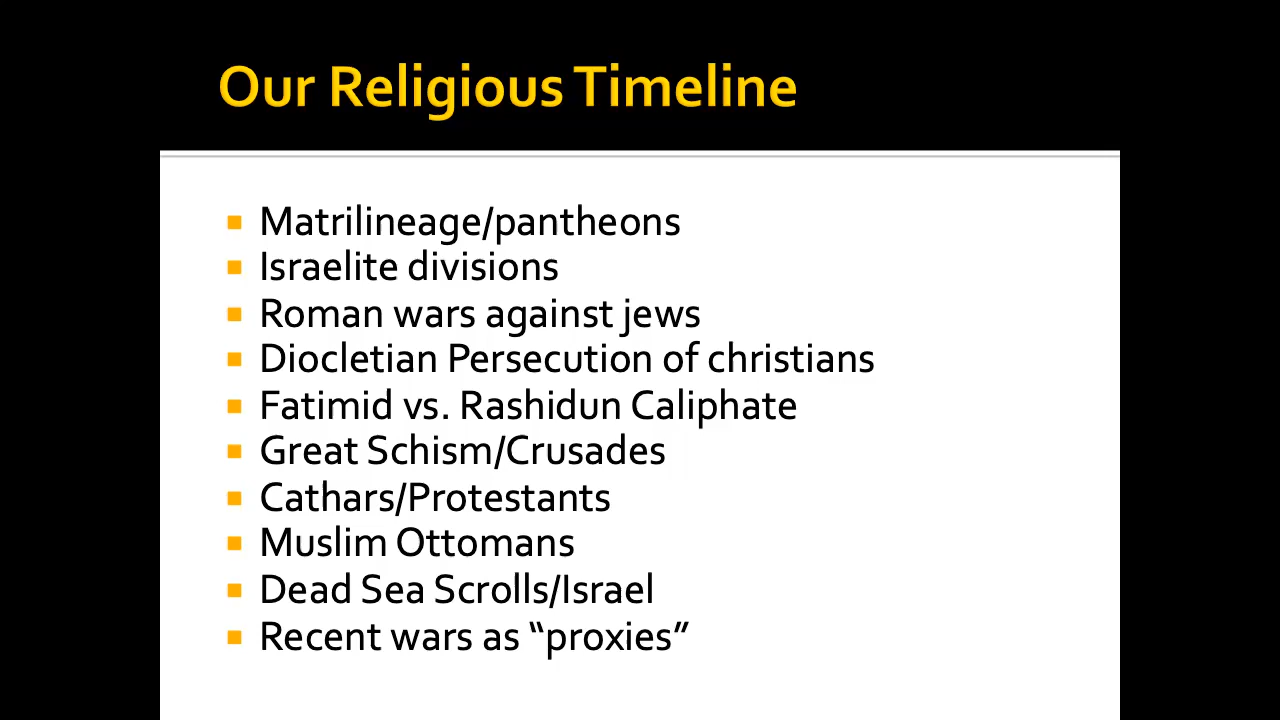 Our Religious Timeline
Matrilineage/pantheons
Israelite divisions
Roman wars against jews
Diocletian Persecution of christians
Fatimid vs. Rashidun Caliphate
Great Schism/Crusades
Cathars/Protestants
Muslim Ottomans
Dead Sea Scrolls/Israel
Recent wars as “proxies”